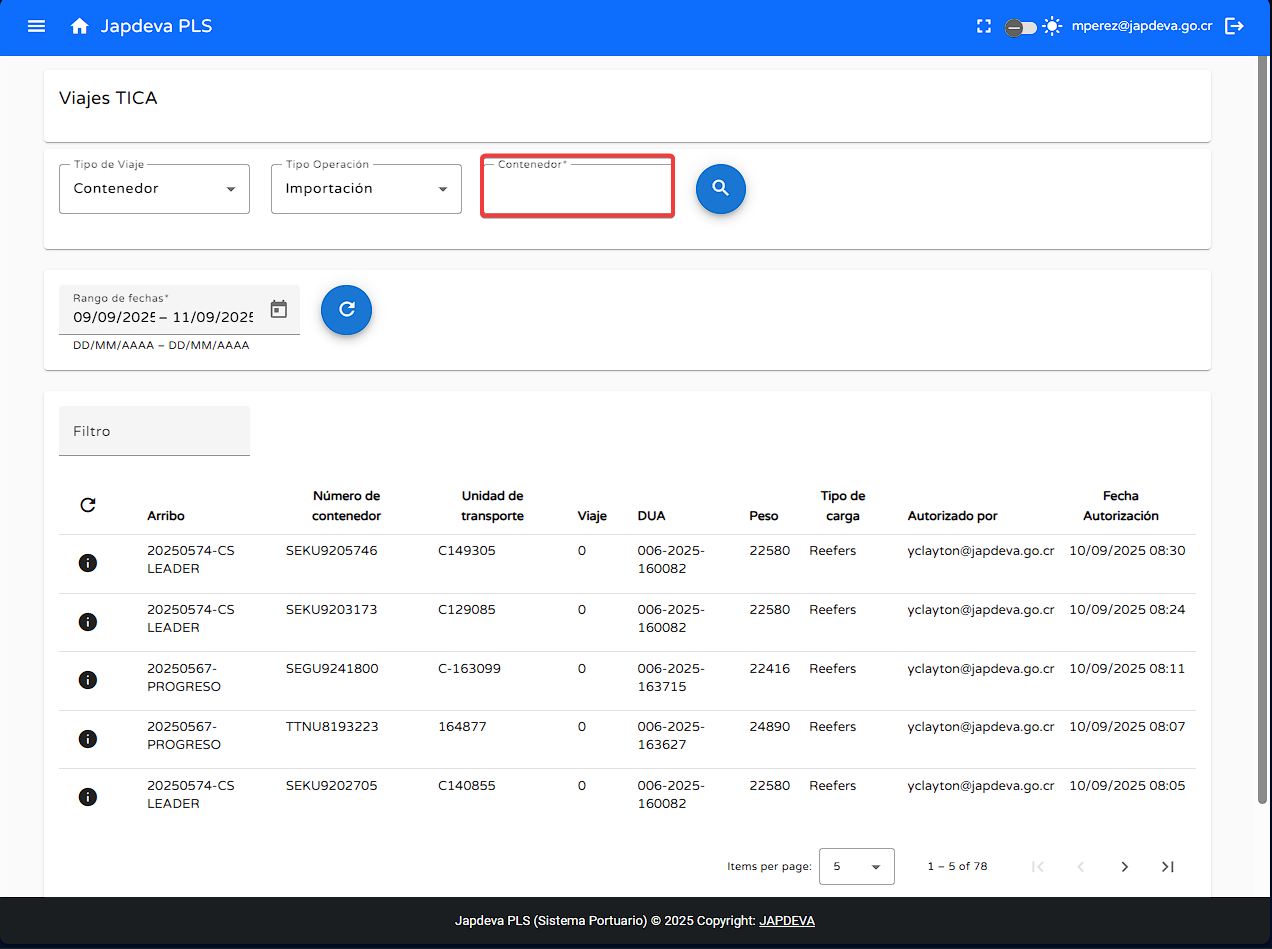 Japdeva PLS
mperez@japdeva.go.cr
Viajes TICA
Tipo de Viaje
Contenedor
Tipo Operación
Importación
Contenedor*
Rango de fechas*
09/09/2025 – 11/09/2025
DD/MM/AAAA – DD/MM/AAAA
Filtro
Arribo Número de contenedor Unidad de transporte Viaje DUA Peso Tipo de carga Autorizado por Fecha Autorización
20250574-CS LEADER SEKU9205746 C149305 0 006-2025-160082 22580 Reefers yclayton@japdeva.go.cr 10/09/2025 08:30
20250574-CS LEADER SEKU9203173 C129085 0 006-2025-160082 22580 Reefers yclayton@japdeva.go.cr 10/09/2025 08:24
20250567-PROGRESO SEGU9241800 C-163099 0 006-2025-163715 22416 Reefers yclayton@japdeva.go.cr 10/09/2025 08:11
20250567-PROGRESO TTNU8193223 164877 0 006-2025-163627 24890 Reefers yclayton@japdeva.go.cr 10/09/2025 08:07
20250574-CS LEADER SEKU9202705 C140855 0 006-2025-160082 22580 Reefers yclayton@japdeva.go.cr 10/09/2025 08:05
Items per page: 5 1 – 5 of 78
Japdeva PLS (Sistema Portuario) © 2025 Copyright: JAPDEVA